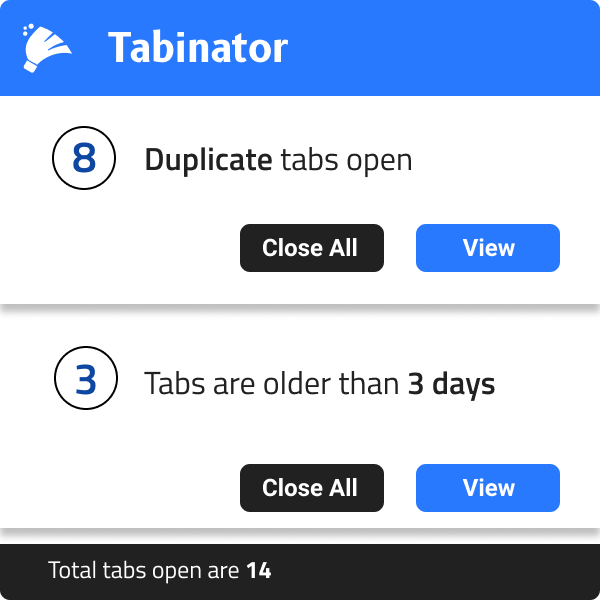 Tabinator
8 Duplicate tabs open
Close All View
3 Tabs are older than 3 days
Close All View
Total tabs open are 14